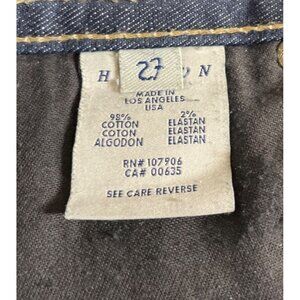 27
H N
MADE IN
LOS ANGELES
USA
98% 2%
COTTON ELASTAN
COTON ELASTAN
ALGODON ELASTAN
RN# 107906
CA# 00635
SEE CARE REVERSE